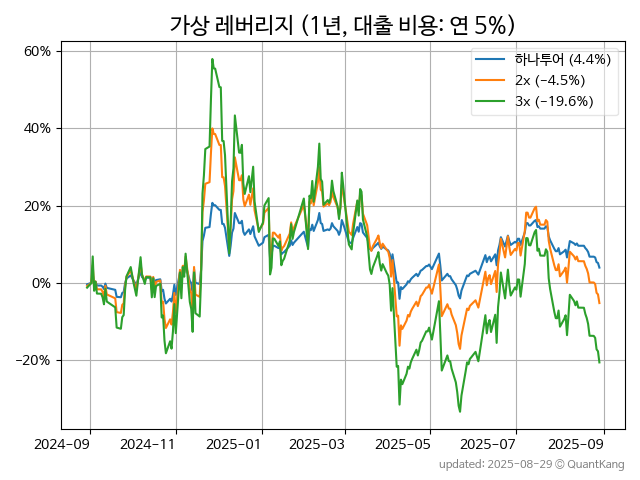 가상 레버리지 (1년, 대출 비용: 연 5%)
하나투어 (4.4%)
2x (−4.5%)
3x (−19.6%)
60%
40%
20%
0%
−20%
2024-09 2024-11 2025-01 2025-03 2025-05 2025-07 2025-09
updated: 2025-08-29 © QuantKang